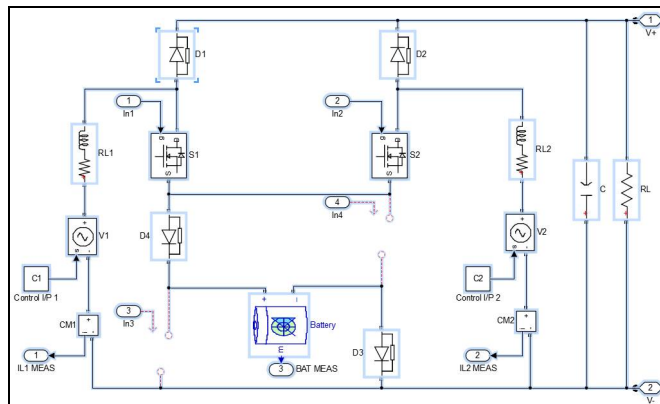 1
V+
D1
D2
1
In1
2
In2
g
D
S
S1
g
D
S
S2
RL1
RL2
C
RL
4
In4
D4
+
V1
s
-
+
V2
s
-
C1
Control I/P 1
C2
Control I/P 2
3
In3
+
-
Battery
E
CM1
+
i
-
CM2
+
i
-
D3
1
IL1 MEAS
3
BAT MEAS
2
IL2 MEAS
2
V-